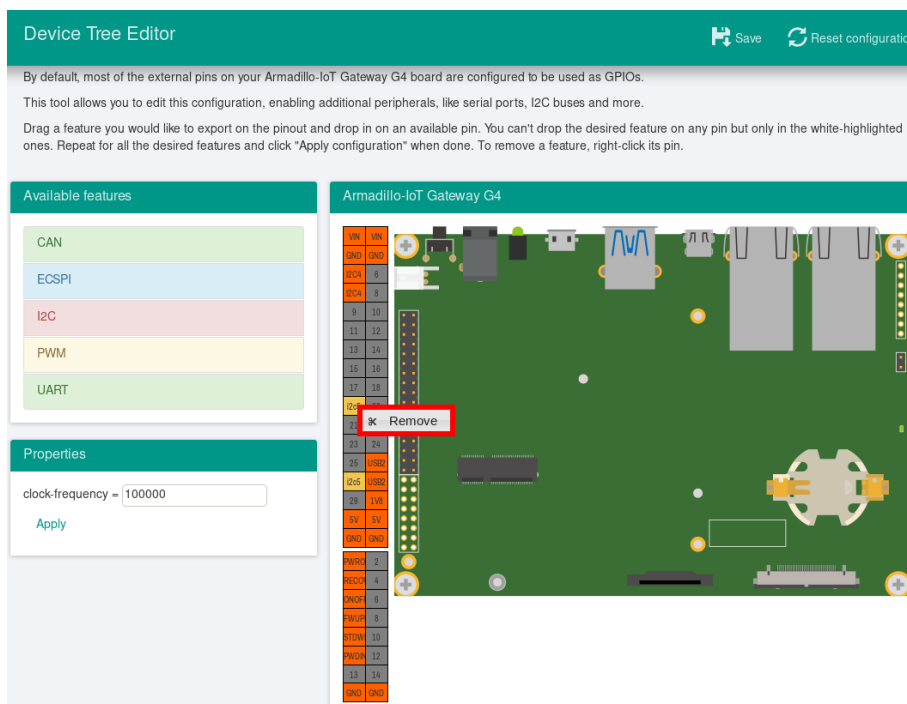 Device Tree Editor
Save
Reset configuratio
By default, most of the external pins on your Armadillo-IoT Gateway G4 board are configured to be used as GPIOs.
This tool allows you to edit this configuration, enabling additional peripherals, like serial ports, I2C buses and more.
Drag a feature you would like to export on the pinout and drop in on an available pin. You can't drop the desired feature on any pin but only in the white-highlighted
ones. Repeat for all the desired features and click "Apply configuration" when done. To remove a feature, right-click its pin.
Available features
CAN
ECSPI
I2C
PWM
UART
Properties
clock-frequency = 100000
Apply
Armadillo-IoT Gateway G4
VIN VIN
GND GND
I2C4 6
I2C4 8
9 10
11 12
13 14
15 16
17 18
i2c5
Remove
23 24
25 USB2
i2c5 USB2
29 1V8
5V 5V
GND GND
PWRO 2
RECO 4
ONOF 6
FWUP 8
STDW 10
PWDIN 12
13 14
GND GND